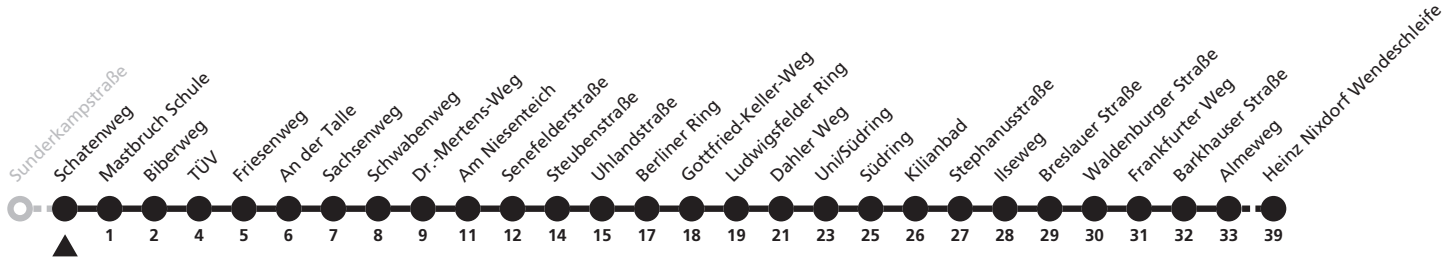 Sunderkampstraße
Schatenweg
Mastbruch Schule
Biberweg
TÜV
Friesenweg
An der Talle
Sachsenweg
Schwabenweg
Dr.-Mertens-Weg
Am Niesenteich
Senefelderstraße
Steubenstraße
Uhlandstraße
Berliner Ring
Gottfried-Keller-Weg
Ludwigsfelder Ring
Dahler Weg
Uni/Südring
Südring
Kilianbad
Stephanusstraße
Ilseweg
Breslauer Straße
Waldenburger Straße
Frankfurter Weg
Barkhauser Straße
Almeweg
Heinz Nixdorf Wendeschleife
1 2 4 5 6 7 8 9 11 12 14 15 17 18 19 21 23 25 26 27 28 29 30 31 32 33 39